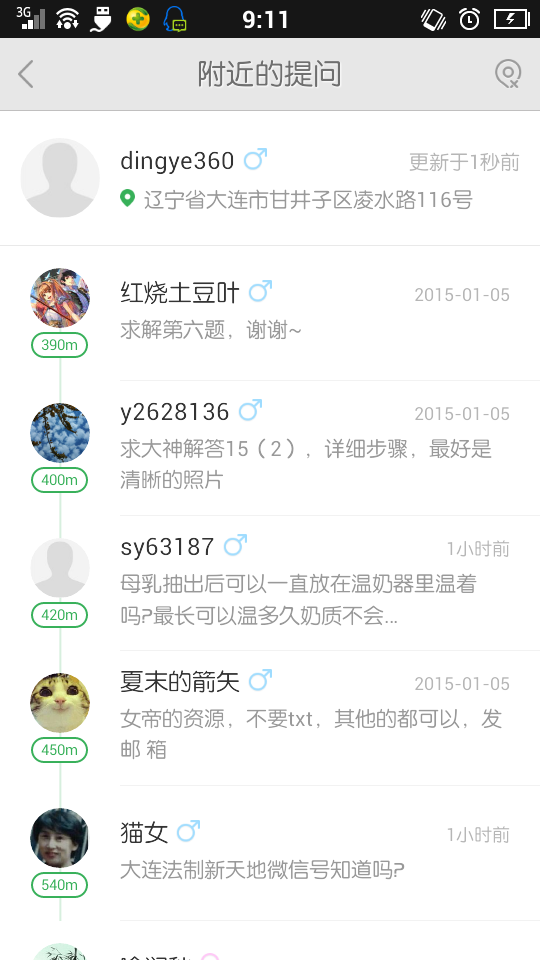 3G 9:11
附近的提问
dingye360 更新于1秒前
辽宁省大连市甘井子区凌水路116号
红烧土豆叶 2015-01-05
求解第六题，谢谢~
390m
y2628136 2015-01-05
求大神解答15（2），详细步骤，最好是
清晰的照片
400m
sy63187 1小时前
母乳抽出后可以一直放在温奶器里温着
吗?最长可以温多久奶质不会...
420m
夏末的箭矢 2015-01-05
女帝的资源，不要txt，其他的都可以，发
邮 箱
450m
猫女 1小时前
大连法制新天地微信号知道吗?
540m